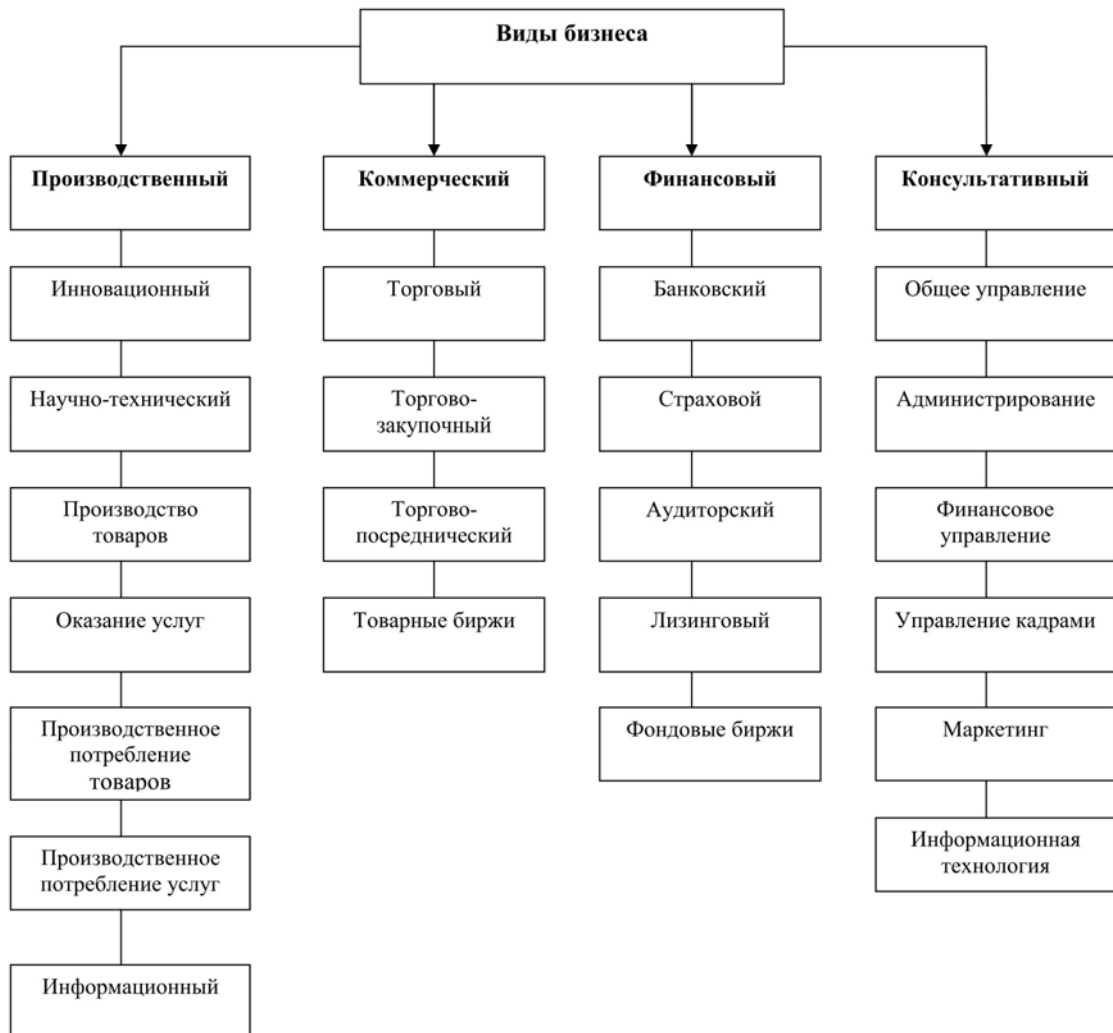 Виды бизнеса
Производственный
Коммерческий
Финансовый
Консультативный
Инновационный
Торговый
Банковский
Общее управление
Научно-технический
Торгово-
закупочный
Страховой
Администрирование
Производство
товаров
Торгово-
посреднический
Аудиторский
Финансовое
управление
Оказание услуг
Товарные биржи
Лизинговый
Управление кадрами
Производственное
потребление
товаров
Фондовые биржи
Маркетинг
Производственное
потребление услуг
Информационная
технология
Информационный